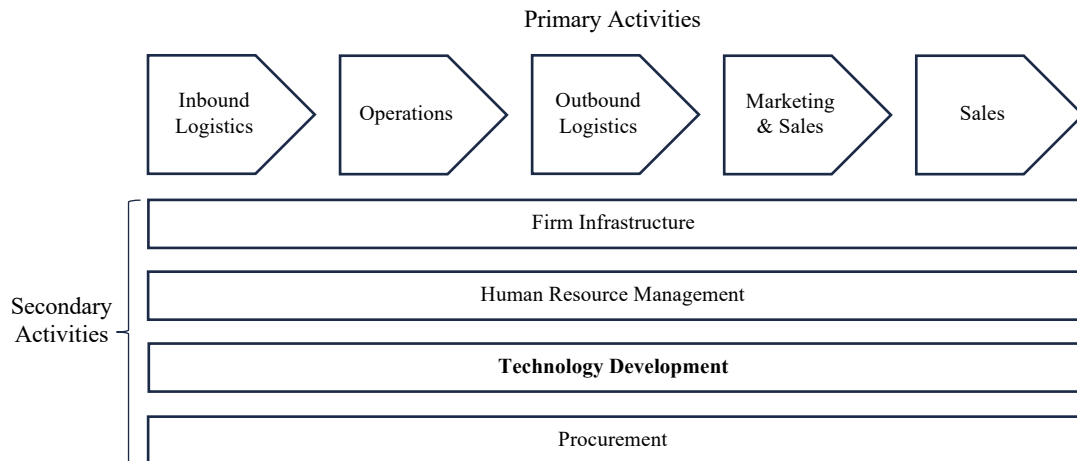 Primary Activities
Inbound
Logistics
Operations
Outbound
Logistics
Marketing
& Sales
Sales
Firm Infrastructure
Human Resource Management
Secondary
Activities
Technology Development
Procurement